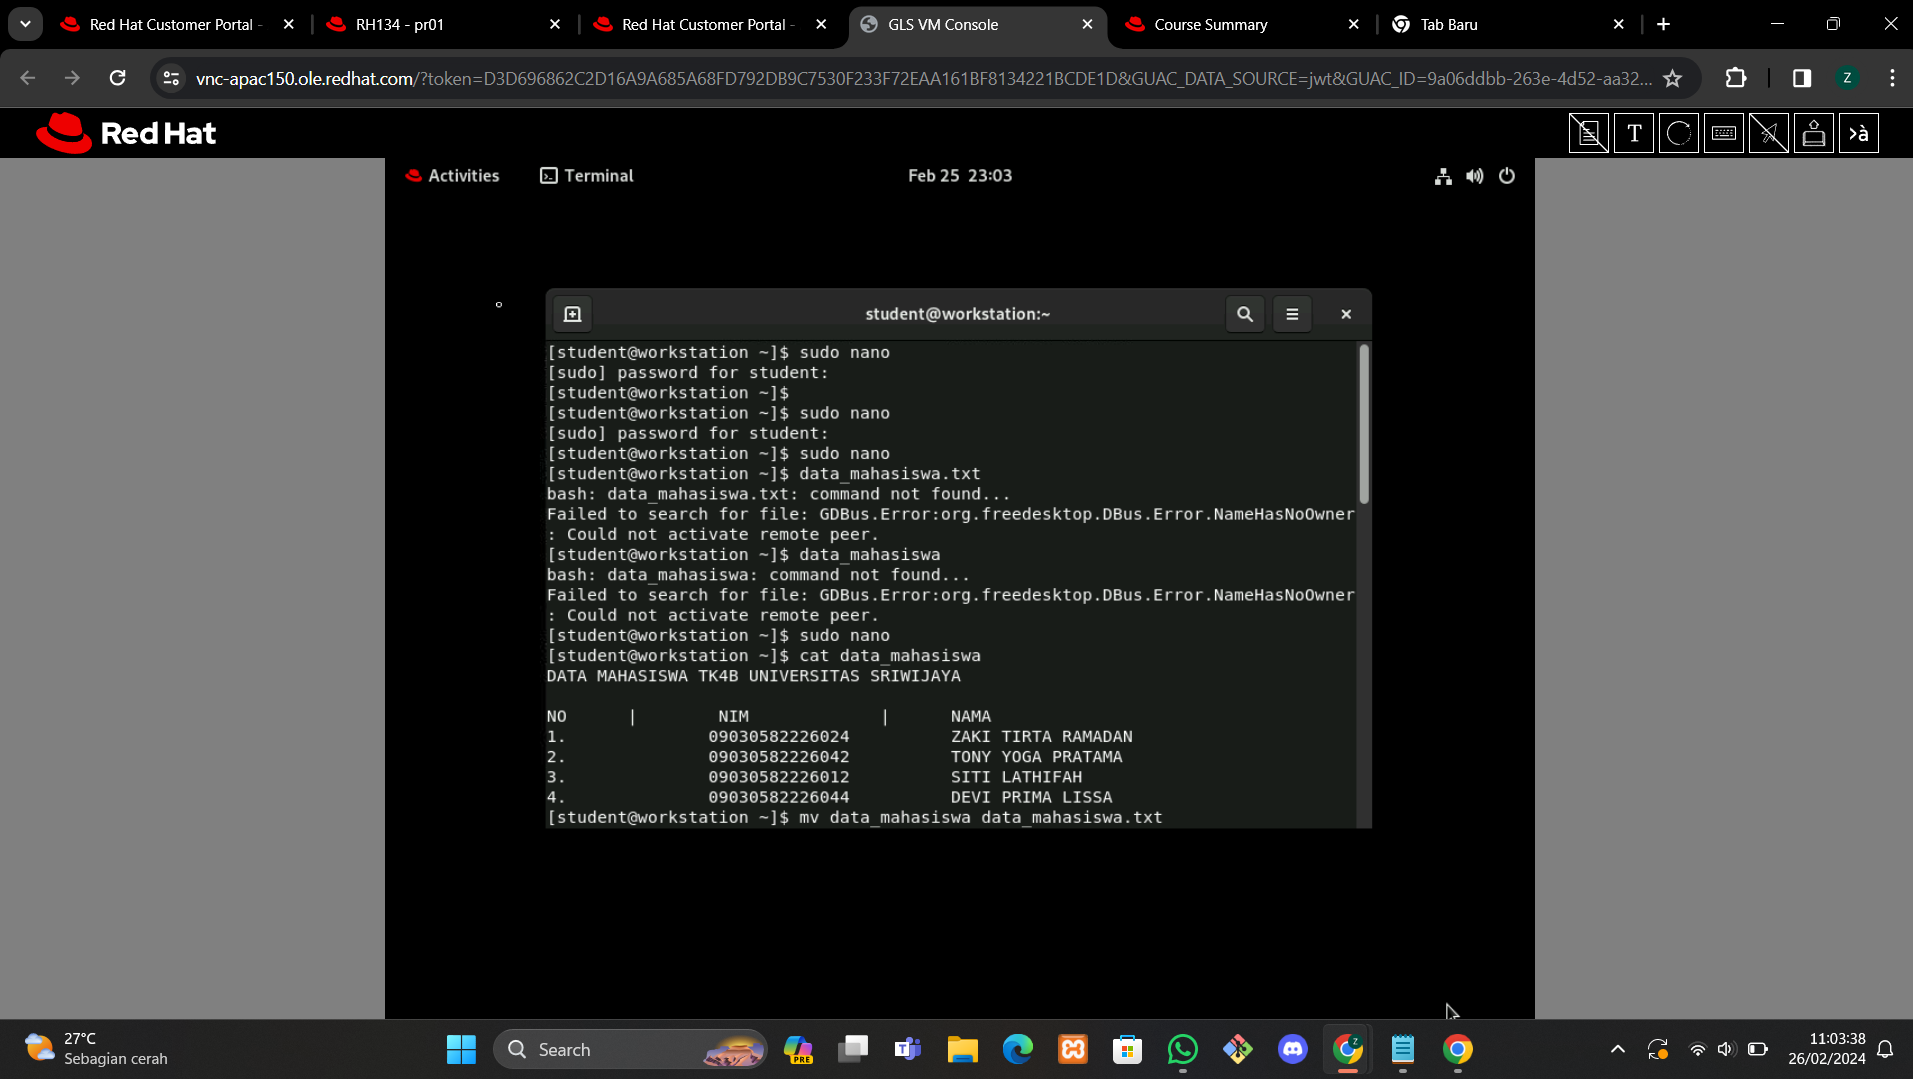 Red Hat Customer Portal -
RH134 - pr01
Red Hat Customer Portal -
GLS VM Console
Course Summary
Tab Baru
vnc-apac150.ole.redhat.com/?token=D3D696862C2D16A9A685A68FD792DB9C7530F233F72EAA161BF8134221BCDE1D&GUAC_DATA_SOURCE=jwt&GUAC_ID=9a06ddbb-263e-4d52-aa32...
Z
Red Hat
T
>à
Activities
Terminal
Feb 25 23:03
student@workstation:~
[student@workstation ~]$ sudo nano
[sudo] password for student:
[student@workstation ~]$
[student@workstation ~]$ sudo nano
[sudo] password for student:
[student@workstation ~]$ sudo nano
[student@workstation ~]$ data_mahasiswa.txt
bash: data_mahasiswa.txt: command not found...
Failed to search for file: GDBus.Error:org.freedesktop.DBus.Error.NameHasNoOwner
: Could not activate remote peer.
[student@workstation ~]$ data_mahasiswa
bash: data_mahasiswa: command not found...
Failed to search for file: GDBus.Error:org.freedesktop.DBus.Error.NameHasNoOwner
: Could not activate remote peer.
[student@workstation ~]$ sudo nano
[student@workstation ~]$ cat data_mahasiswa
DATA MAHASISWA TK4B UNIVERSITAS SRIWIJAYA
NO | NIM | NAMA
1. 09030582226024 ZAKI TIRTA RAMADAN
2. 09030582226042 TONY YOGA PRATAMA
3. 09030582226012 SITI LATHIFAH
4. 09030582226044 DEVI PRIMA LISSA
[student@workstation ~]$ mv data_mahasiswa data_mahasiswa.txt
27°C
Sebagian cerah
Search
PRE
11:03:38
26/02/2024